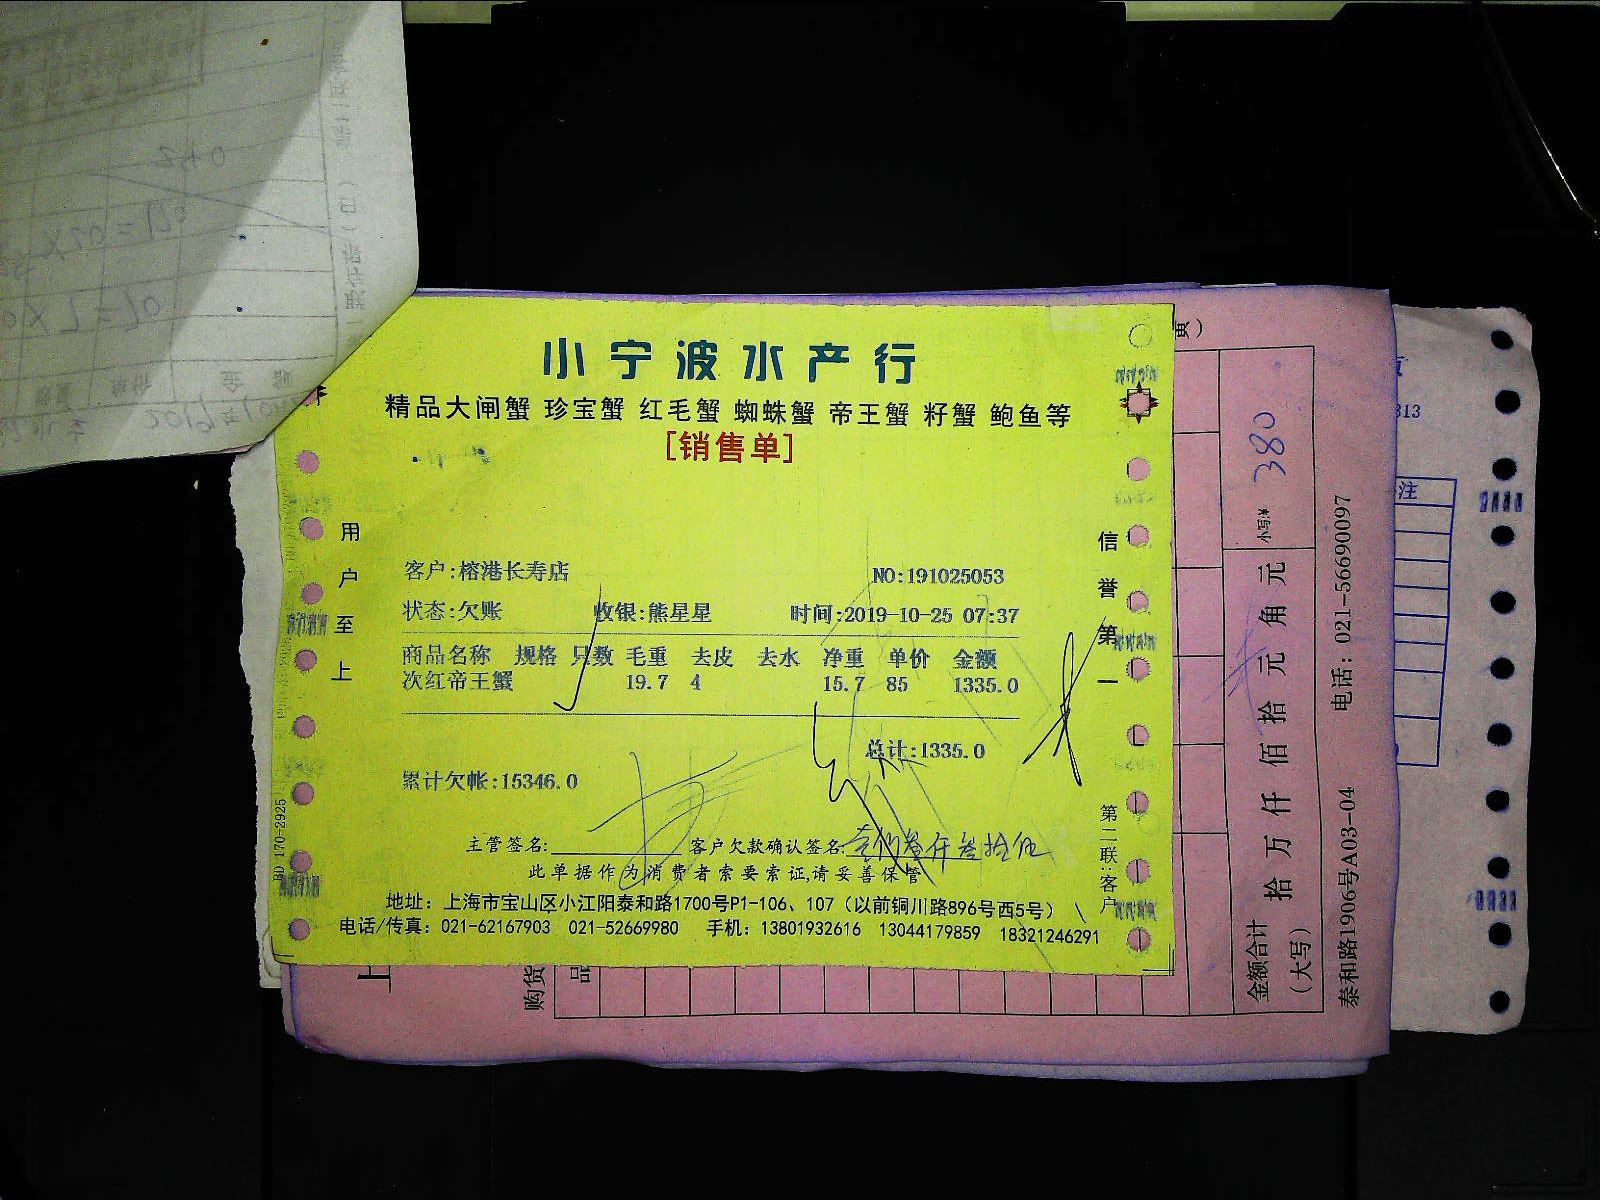 小宁波水产行
精品大闸蟹 珍宝蟹 红毛蟹 蜘蛛蟹 帝王蟹 籽蟹 鲍鱼等
[销售单]
用户至上
信誉第一
客户:榕港长寿店 NO:191025053
状态:欠账 收银:熊星星 时间:2019-10-25 07:37
商品名称 规格 只数 毛重 去皮 去水 净重 单价 金额
次红帝王蟹 19.7 4 15.7 85 1335.0
总计:1335.0
累计欠帐:15346.0
主管签名: 客户欠款确认签名:
此单据作为消费者索要索证,请妥善保管
地址：上海市宝山区小江阳泰和路1700号P1-106、107（以前铜川路896号西5号）
电话/传真：021-62167903 021-52669980 手机：13801932616 13044179859 18321246291
第二联:客户
170-2925
购货
品
金额合计
（大写） 拾 万 仟 佰 拾 元 角 元 小写:¥ 380
泰和路1906号A03-04 电话：021-56690097
313
注
240